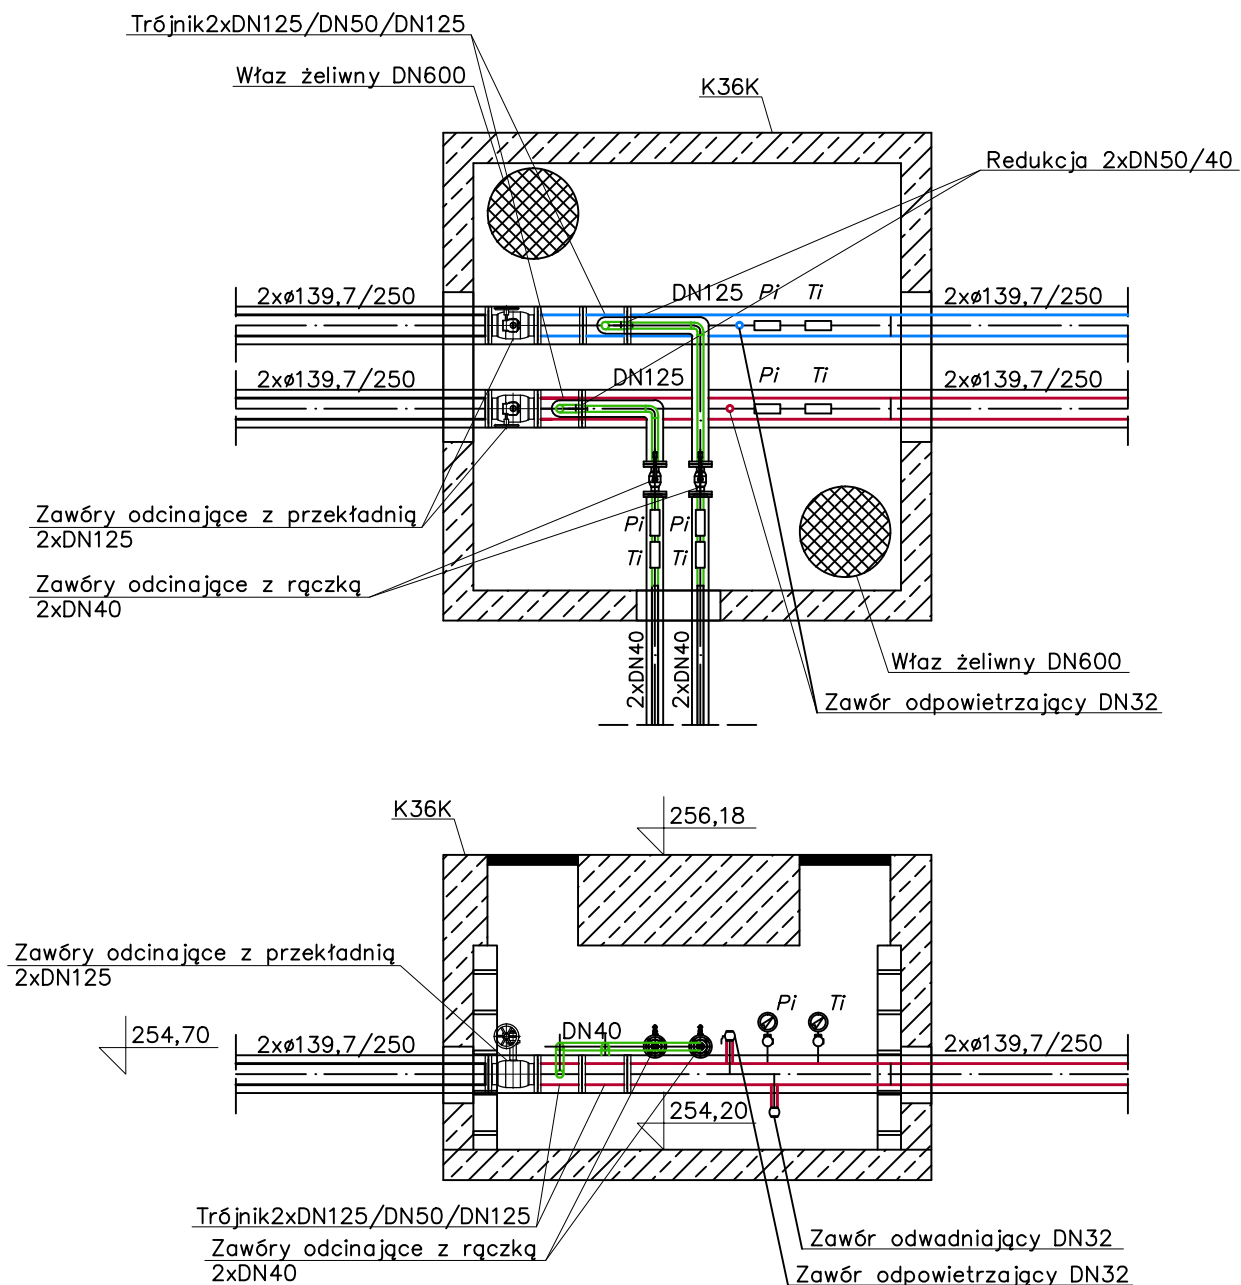 Trójnik2xDN125/DN50/DN125
Właz żeliwny DN600
K36K
Redukcja 2xDN50/40
2xø139,7/250
DN125
Pi
Ti
2xø139,7/250
2xø139,7/250
DN125
Pi
Ti
2xø139,7/250
Zawóry odcinające z przekładnią
2xDN125
Pi
Pi
Ti
Ti
Zawóry odcinające z rączką
2xDN40
2xDN40
2xDN40
Właz żeliwny DN600
Zawór odpowietrzający DN32
K36K
256,18
Zawóry odcinające z przekładnią
2xDN125
Pi
Ti
254,70
2xø139,7/250
DN40
2xø139,7/250
254,20
Trójnik2xDN125/DN50/DN125
Zawóry odcinające z rączką
2xDN40
Zawór odwadniający DN32
Zawór odpowietrzający DN32